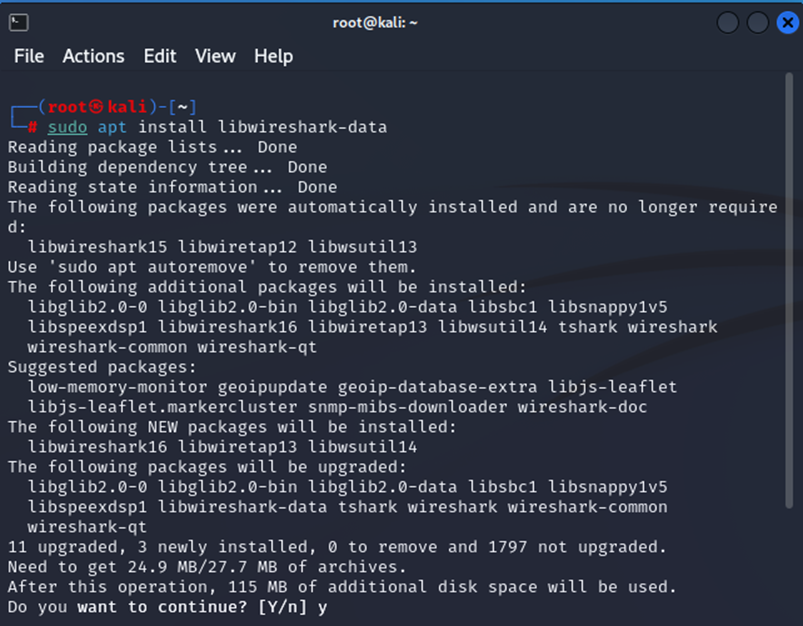 root@kali: ~
File Actions Edit View Help
┌──(root㉿kali)-[~]
└─# sudo apt install libwireshark-data
Reading package lists... Done
Building dependency tree... Done
Reading state information... Done
The following packages were automatically installed and are no longer require
d:
  libwireshark15 libwiretap12 libwsutil13
Use 'sudo apt autoremove' to remove them.
The following additional packages will be installed:
  libglib2.0-0 libglib2.0-bin libglib2.0-data libsbc1 libsnappy1v5
  libspeexdsp1 libwireshark16 libwiretap13 libwsutil14 tshark wireshark
  wireshark-common wireshark-qt
Suggested packages:
  low-memory-monitor geoipupdate geoip-database-extra libjs-leaflet
  libjs-leaflet.markercluster snmp-mibs-downloader wireshark-doc
The following NEW packages will be installed:
  libwireshark16 libwiretap13 libwsutil14
The following packages will be upgraded:
  libglib2.0-0 libglib2.0-bin libglib2.0-data libsbc1 libsnappy1v5
  libspeexdsp1 libwireshark-data tshark wireshark wireshark-common
  wireshark-qt
11 upgraded, 3 newly installed, 0 to remove and 1797 not upgraded.
Need to get 24.9 MB/27.7 MB of archives.
After this operation, 115 MB of additional disk space will be used.
Do you want to continue? [Y/n] y